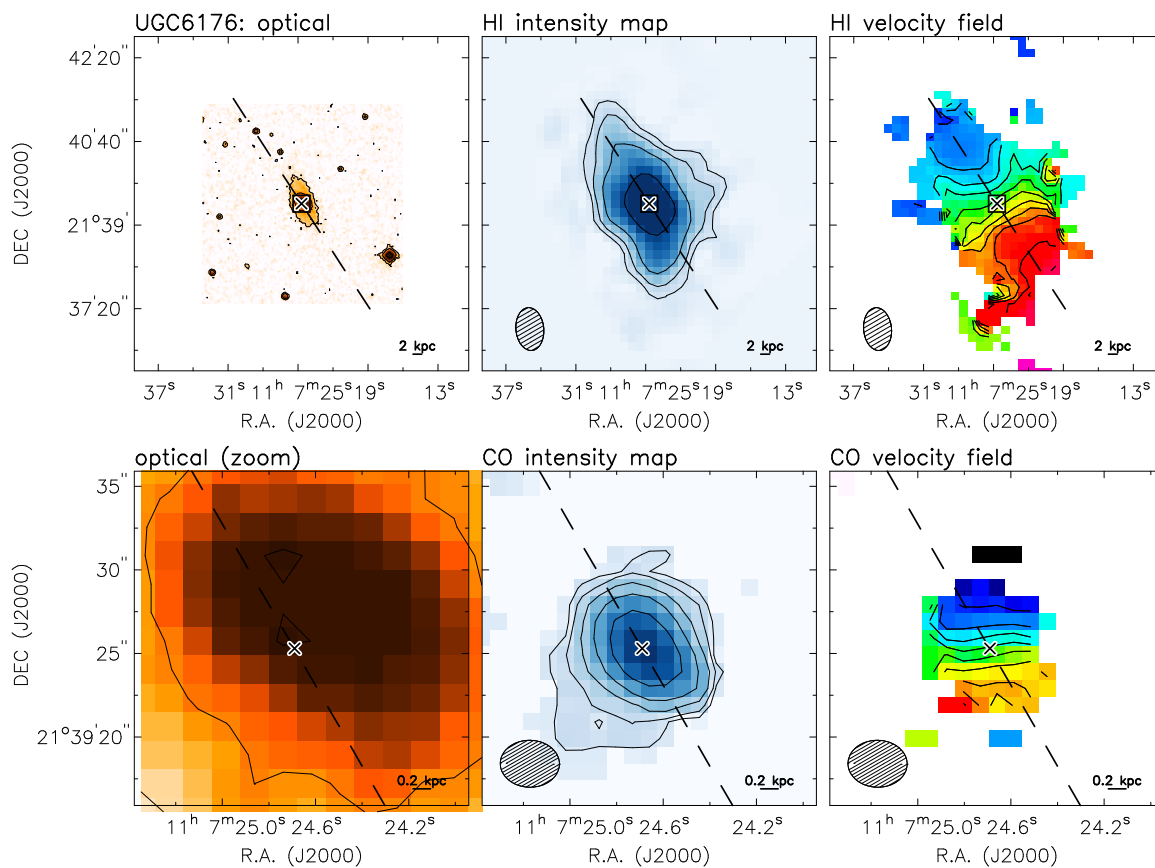 UGC6176: optical
HI intensity map
HI velocity field
42'20"
40'40"
21°39'
37'20"
DEC (J2000)
2 kpc
2 kpc
2 kpc
37s 31s 11h 7m25s19s 13s
37s 31s 11h 7m25s19s 13s
37s 31s 11h 7m25s19s 13s
R.A. (J2000)
R.A. (J2000)
R.A. (J2000)
optical (zoom)
CO intensity map
CO velocity field
35"
30"
25"
21°39'20"
DEC (J2000)
0.2 kpc
0.2 kpc
0.2 kpc
11h 7m25.0s 24.6s 24.2s
11h 7m25.0s 24.6s 24.2s
11h 7m25.0s 24.6s 24.2s
R.A. (J2000)
R.A. (J2000)
R.A. (J2000)